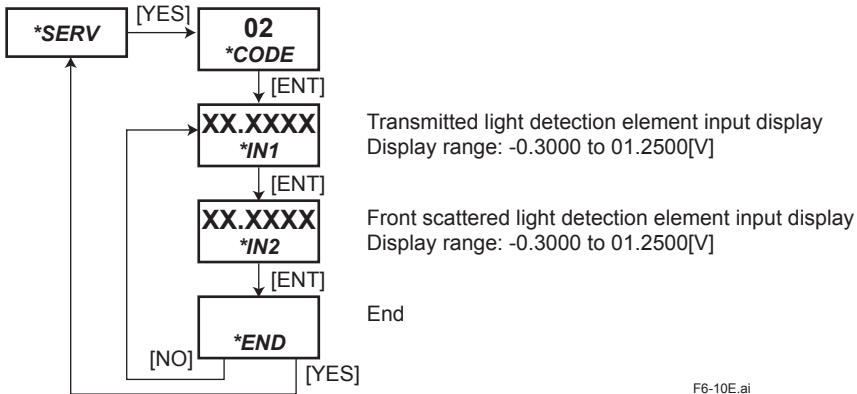 *SERV
[YES]
02
*CODE
[ENT]
XX.XXXX
*IN1
Transmitted light detection element input display
Display range: -0.3000 to 01.2500[V]
[ENT]
XX.XXXX
*IN2
Front scattered light detection element input display
Display range: -0.3000 to 01.2500[V]
[ENT]
*END
End
[NO]
[YES]
F6-10E.ai